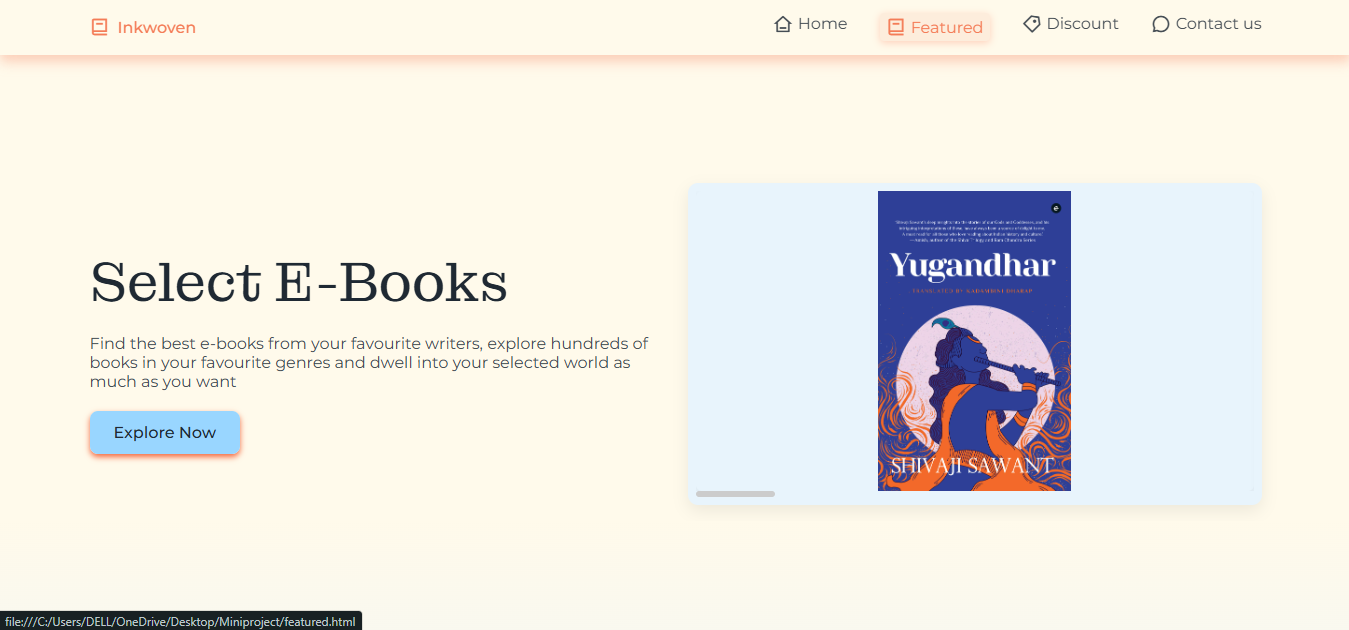 Inkwoven
Home
Featured
Discount
Contact us
Select E-Books
Find the best e-books from your favourite writers, explore hundreds of
books in your favourite genres and dwell into your selected world as
much as you want
Explore Now
Yugandhar
TRANSLATED BY
SHIVAJI SAWANT
file:///C:/Users/DELL/OneDrive/Desktop/Miniproject/featured.html